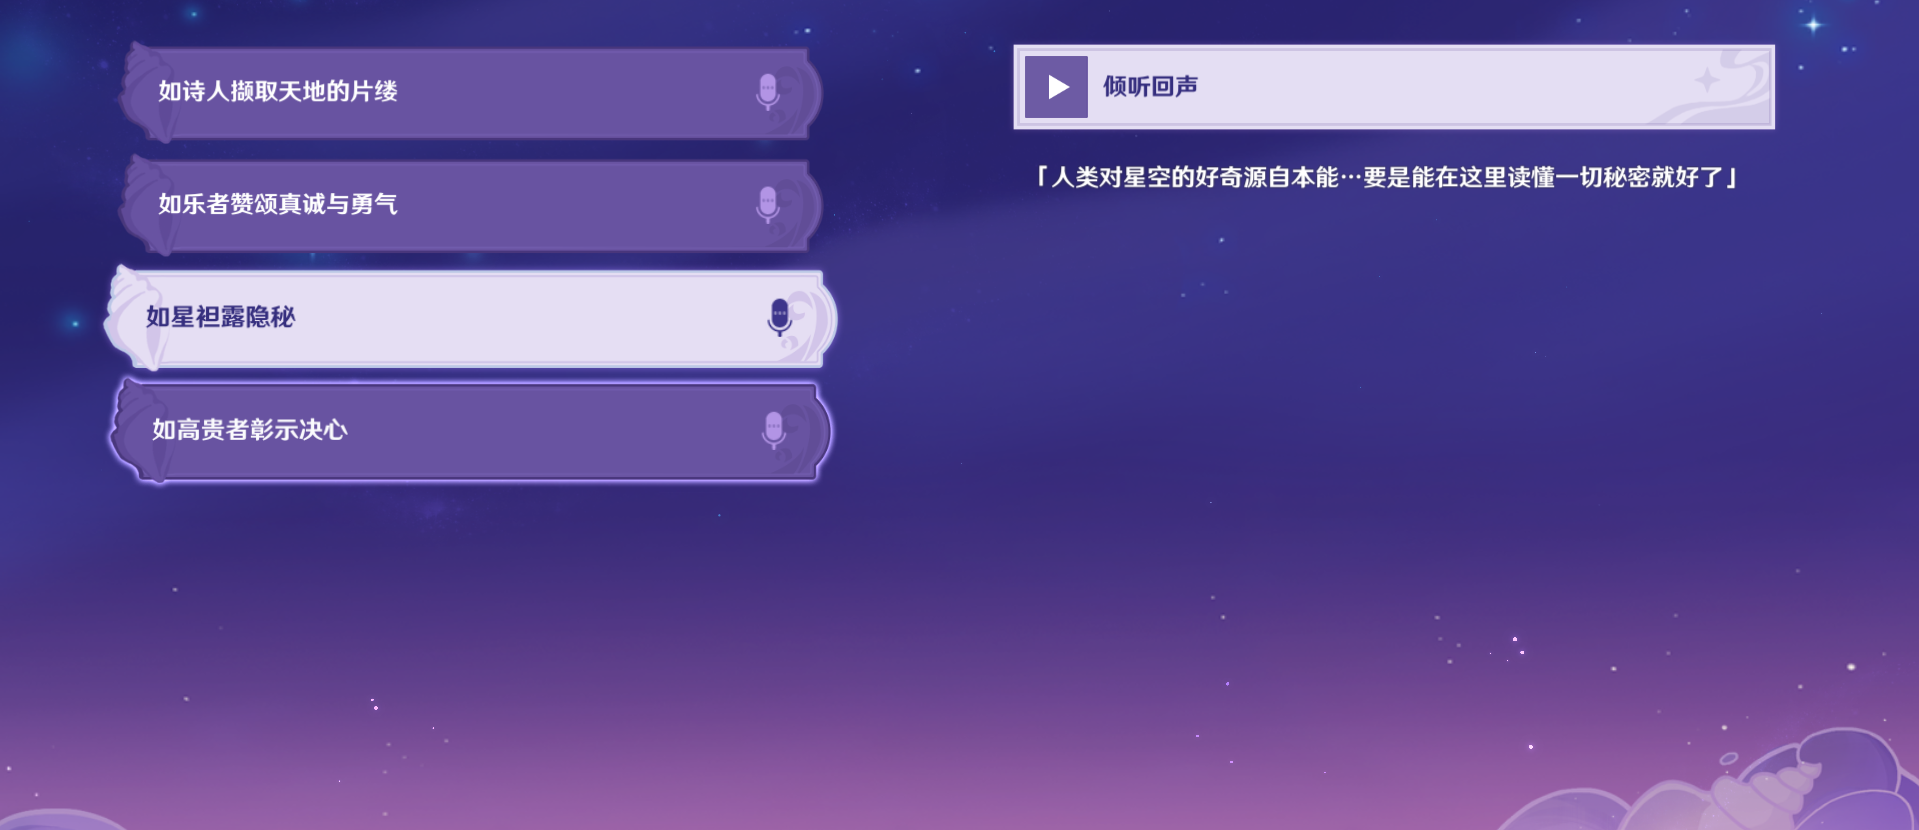 如诗人撷取天地的片缕
如乐者赞颂真诚与勇气
如星袒露隐秘
如高贵者彰示决心
倾听回声
「人类对星空的好奇源自本能…要是能在这里读懂一切秘密就好了」